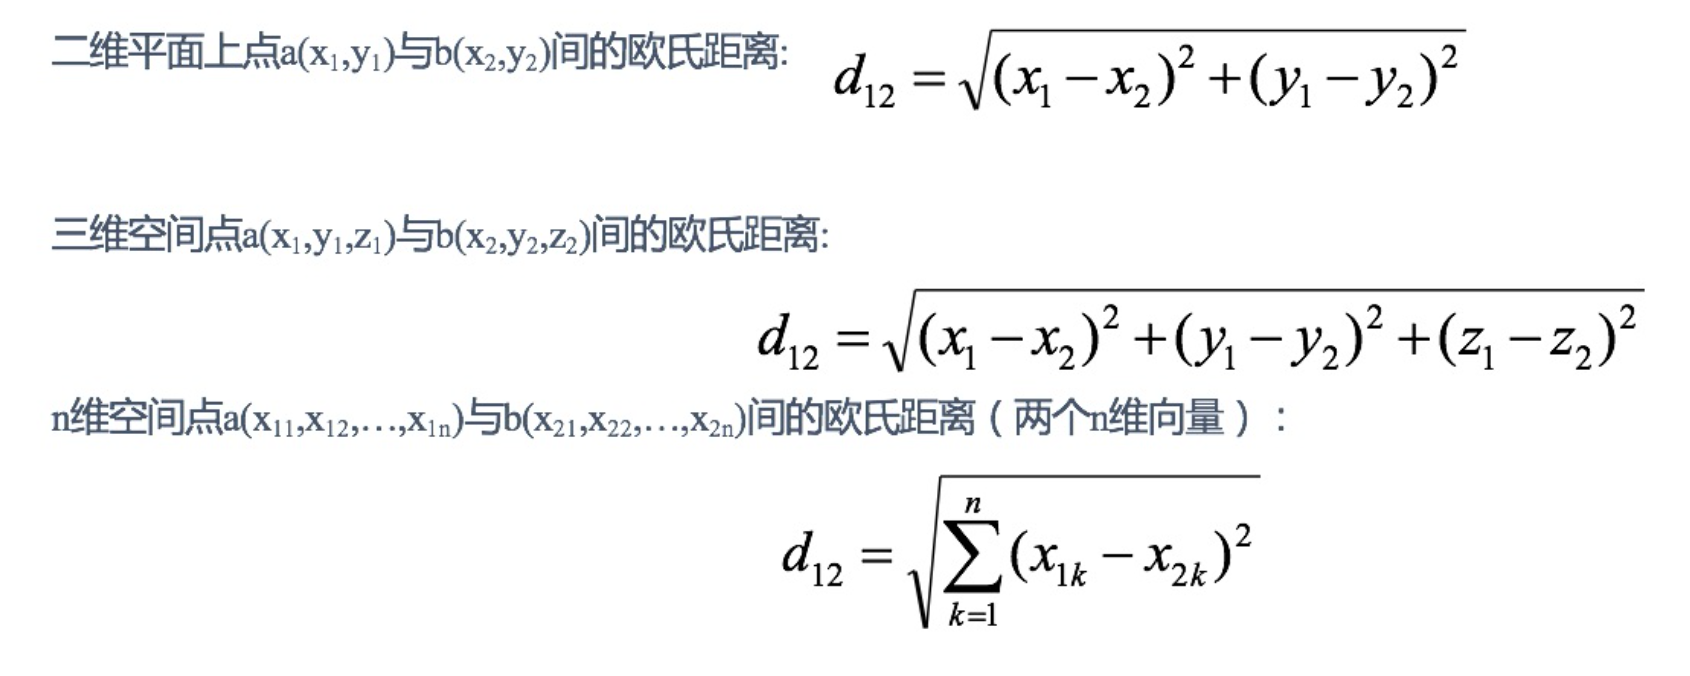 二维平面上点a(x₁,y₁)与b(x₂,y₂)间的欧氏距离: d₁₂ = √((x₁ − x₂)² + (y₁ − y₂)²)
三维空间点a(x₁,y₁,z₁)与b(x₂,y₂,z₂)间的欧氏距离:
d₁₂ = √((x₁ − x₂)² + (y₁ − y₂)² + (z₁ − z₂)²)
n维空间点a(x₁₁,x₁₂,…,x₁ₙ)与b(x₂₁,x₂₂,…,x₂ₙ)间的欧氏距离（两个n维向量）:
d₁₂ = √(∑ₖ₌₁ⁿ (x₁ₖ − x₂ₖ)²)